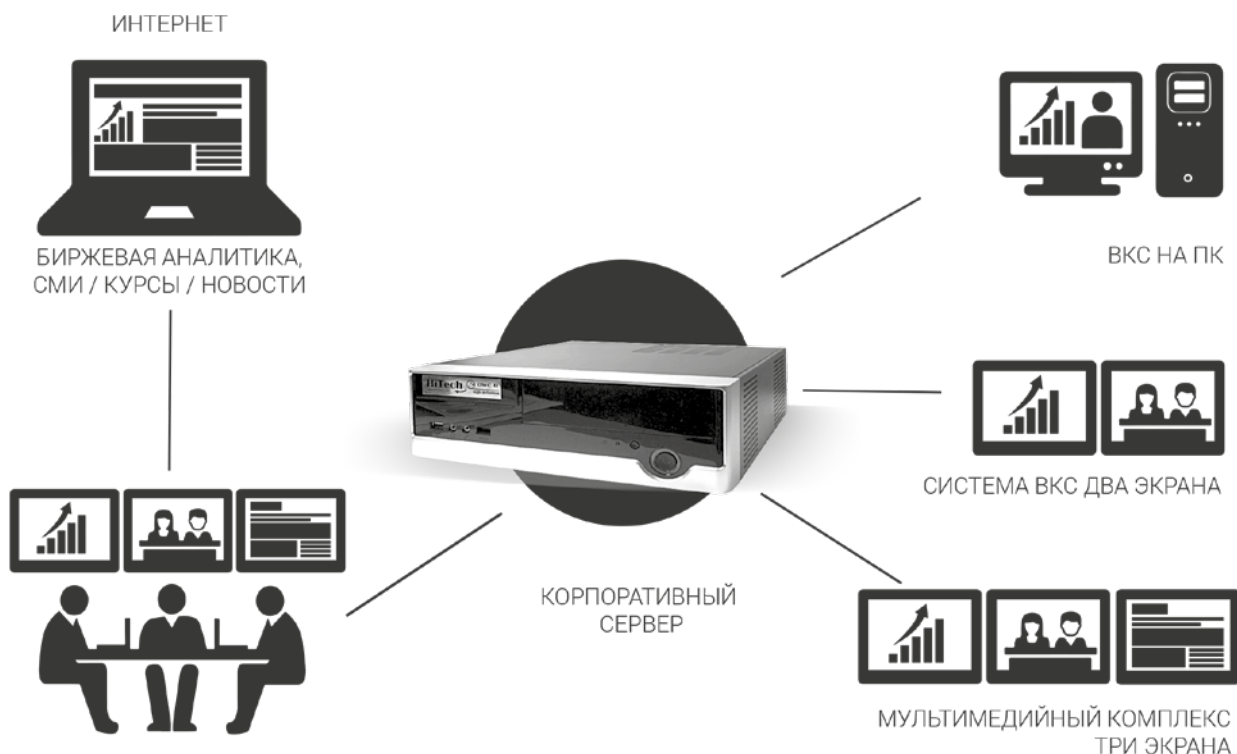 ИНТЕРНЕТ
БИРЖЕВАЯ АНАЛИТИКА,
СМИ / КУРСЫ / НОВОСТИ
ВКС НА ПК
HiTech
СИСТЕМА ВКС ДВА ЭКРАНА
КОРПОРАТИВНЫЙ
СЕРВЕР
МУЛЬТИМЕДИЙНЫЙ КОМПЛЕКС
ТРИ ЭКРАНА